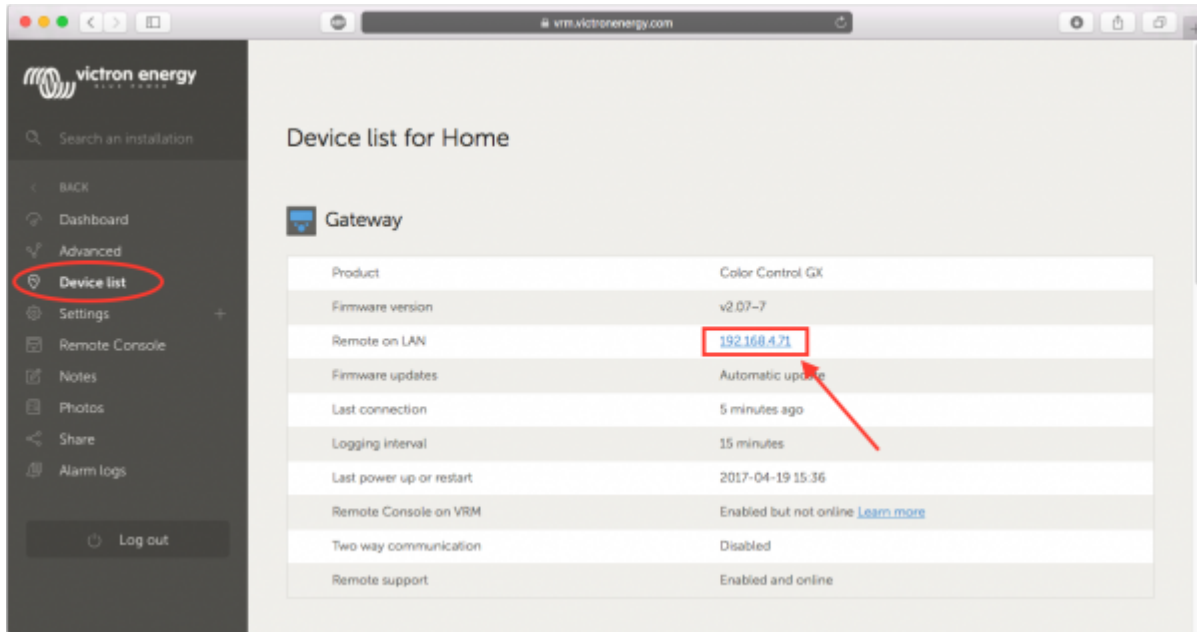 vrm.victronenergy.com
victron energy
BLUE POWER
Search an installation
BACK
Dashboard
Advanced
Device list
Settings
Remote Console
Notes
Photos
Share
Alarm logs
Log out
Device list for Home
Gateway
Product Color Control GX
Firmware version v2.07–7
Remote on LAN 192.168.4.71
Firmware updates Automatic update
Last connection 5 minutes ago
Logging interval 15 minutes
Last power up or restart 2017-04-19 15:36
Remote Console on VRM Enabled but not online Learn more
Two way communication Disabled
Remote support Enabled and online